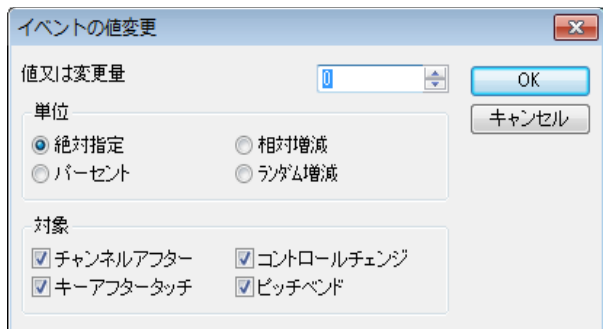 イベントの値変更
値又は変更量 0 OK
キャンセル
単位
絶対指定 相対増減
パーセント ランダム増減
対象
チャンネルアフター コントロールチェンジ
キーアフタータッチ ピッチベンド